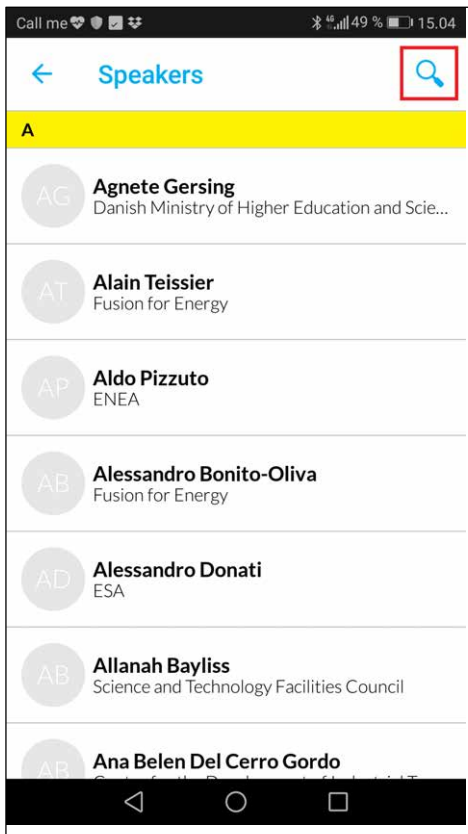 Call me 4G 49 % 15.04
Speakers
A
AG
Agnete Gersing
Danish Ministry of Higher Education and Scie...
AT
Alain Teissier
Fusion for Energy
AP
Aldo Pizzuto
ENEA
AB
Alessandro Bonito-Oliva
Fusion for Energy
AD
Alessandro Donati
ESA
AB
Allanah Bayliss
Science and Technology Facilities Council
AB
Ana Belen Del Cerro Gordo